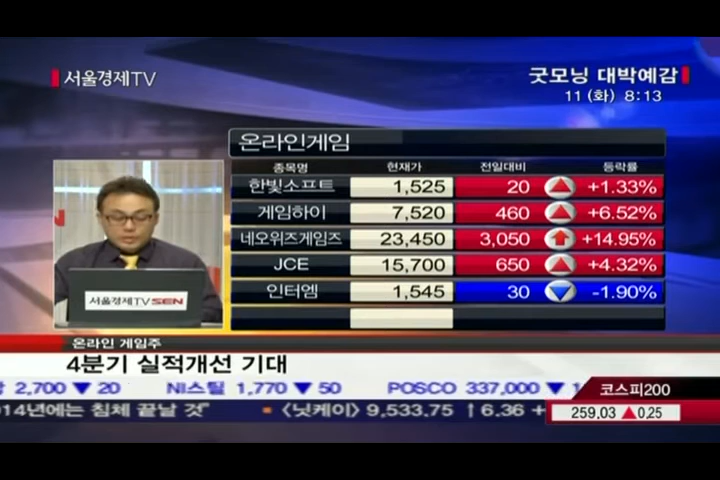 서울경제TV
굿모닝 대박예감
11 (화) 8:13
온라인게임
종목명 현재가 전일대비 등락률
한빛소프트 1,525 20 ▲ +1.33%
게임하이 7,520 460 ▲ +6.52%
네오위즈게임즈 23,450 3,050 ⬆ +14.95%
JCE 15,700 650 ▲ +4.32%
인터엠 1,545 30 ▼ -1.90%
서울경제TV SEN
온라인 게임주
4분기 실적개선 기대
2,700 ▼ 20 NI스틸 1,770 ▼ 50 POSCO 337,000 ▼
코스피200
14년에는 침체 끝날 것" ▪ 〈닛케이〉 9,533.75 ↑6.36 +
259.03 ▲0.25